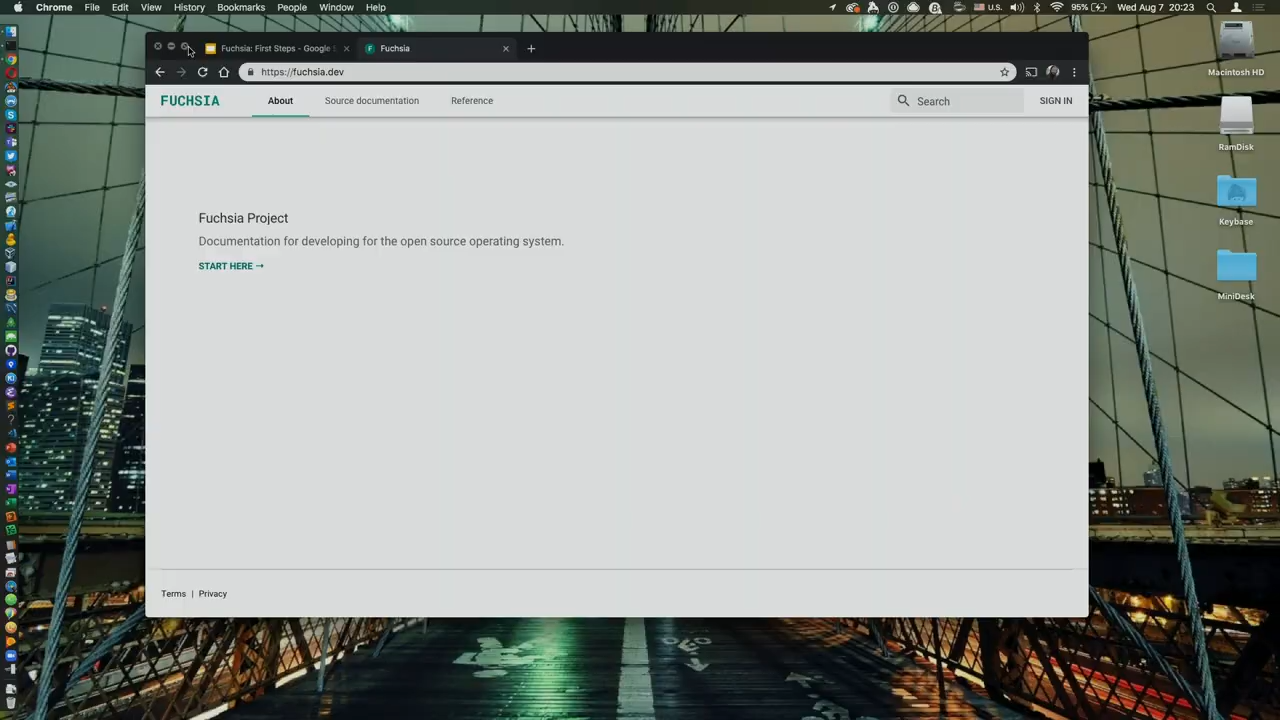 Chrome File Edit View History Bookmarks People Window Help U.S. 95% Wed Aug 7 20:23
Fuchsia: First Steps - Google S Fuchsia
https://fuchsia.dev
Macintosh HD
FUCHSIA About Source documentation Reference Search SIGN IN
RamDisk
Fuchsia Project
Keybase
Documentation for developing for the open source operating system.
START HERE →
MiniDesk
Terms | Privacy